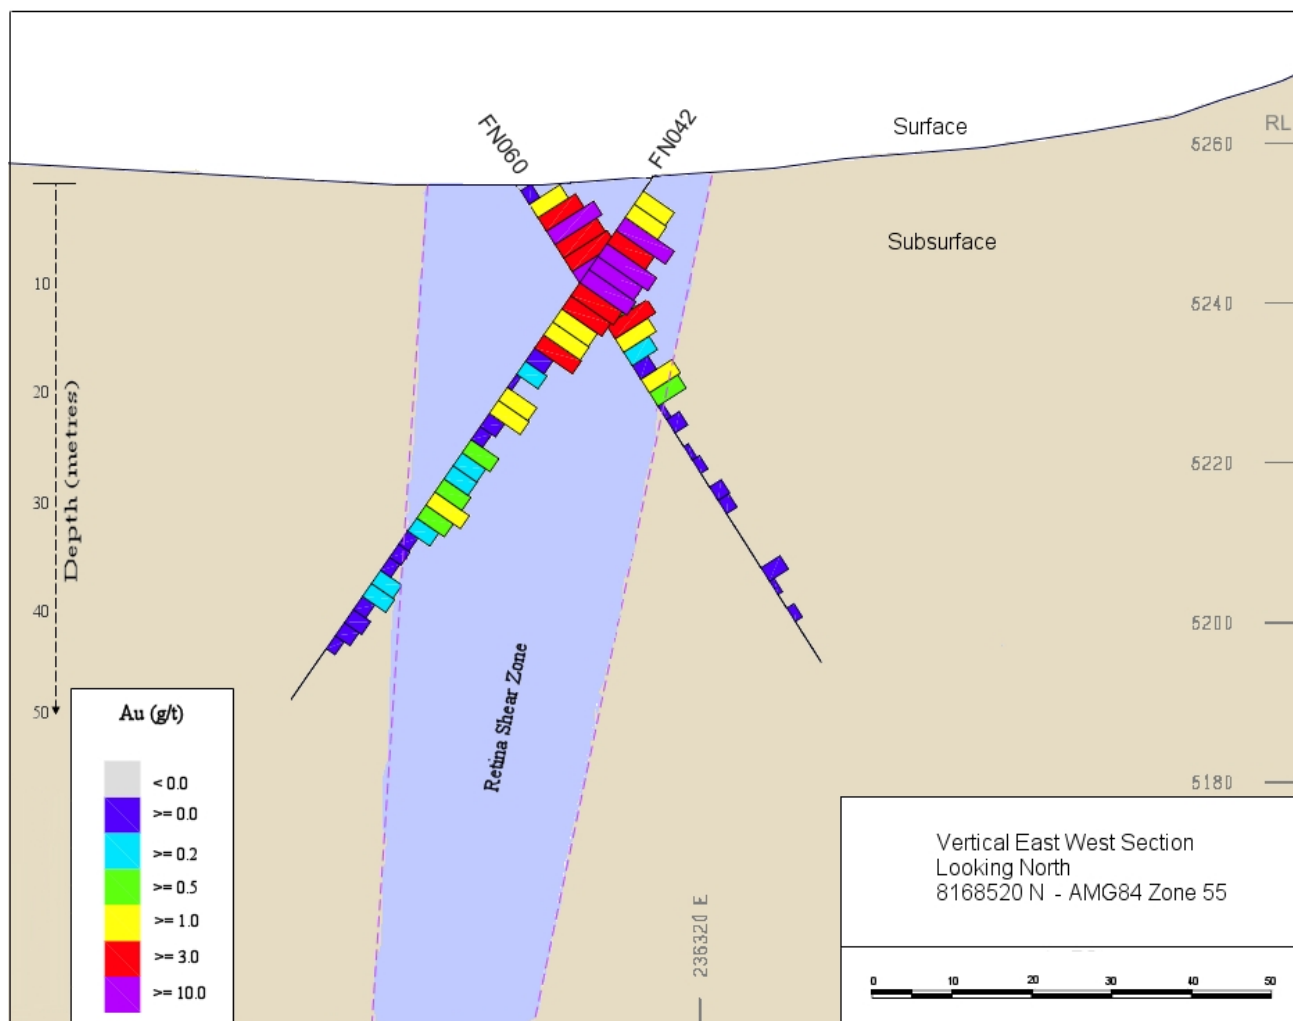 FN060
FN042
Surface
RL
5260
Subsurface
10
5240
20
Depth (metres)
5220
30
40
5200
Retina Shear Zone
50
Au (g/t)
< 0.0
>= 0.0
>= 0.2
>= 0.5
>= 1.0
>= 3.0
>= 10.0
5180
236320 E
Vertical East West Section
Looking North
8168520 N - AMG84 Zone 55
0 10 20 30 40 50